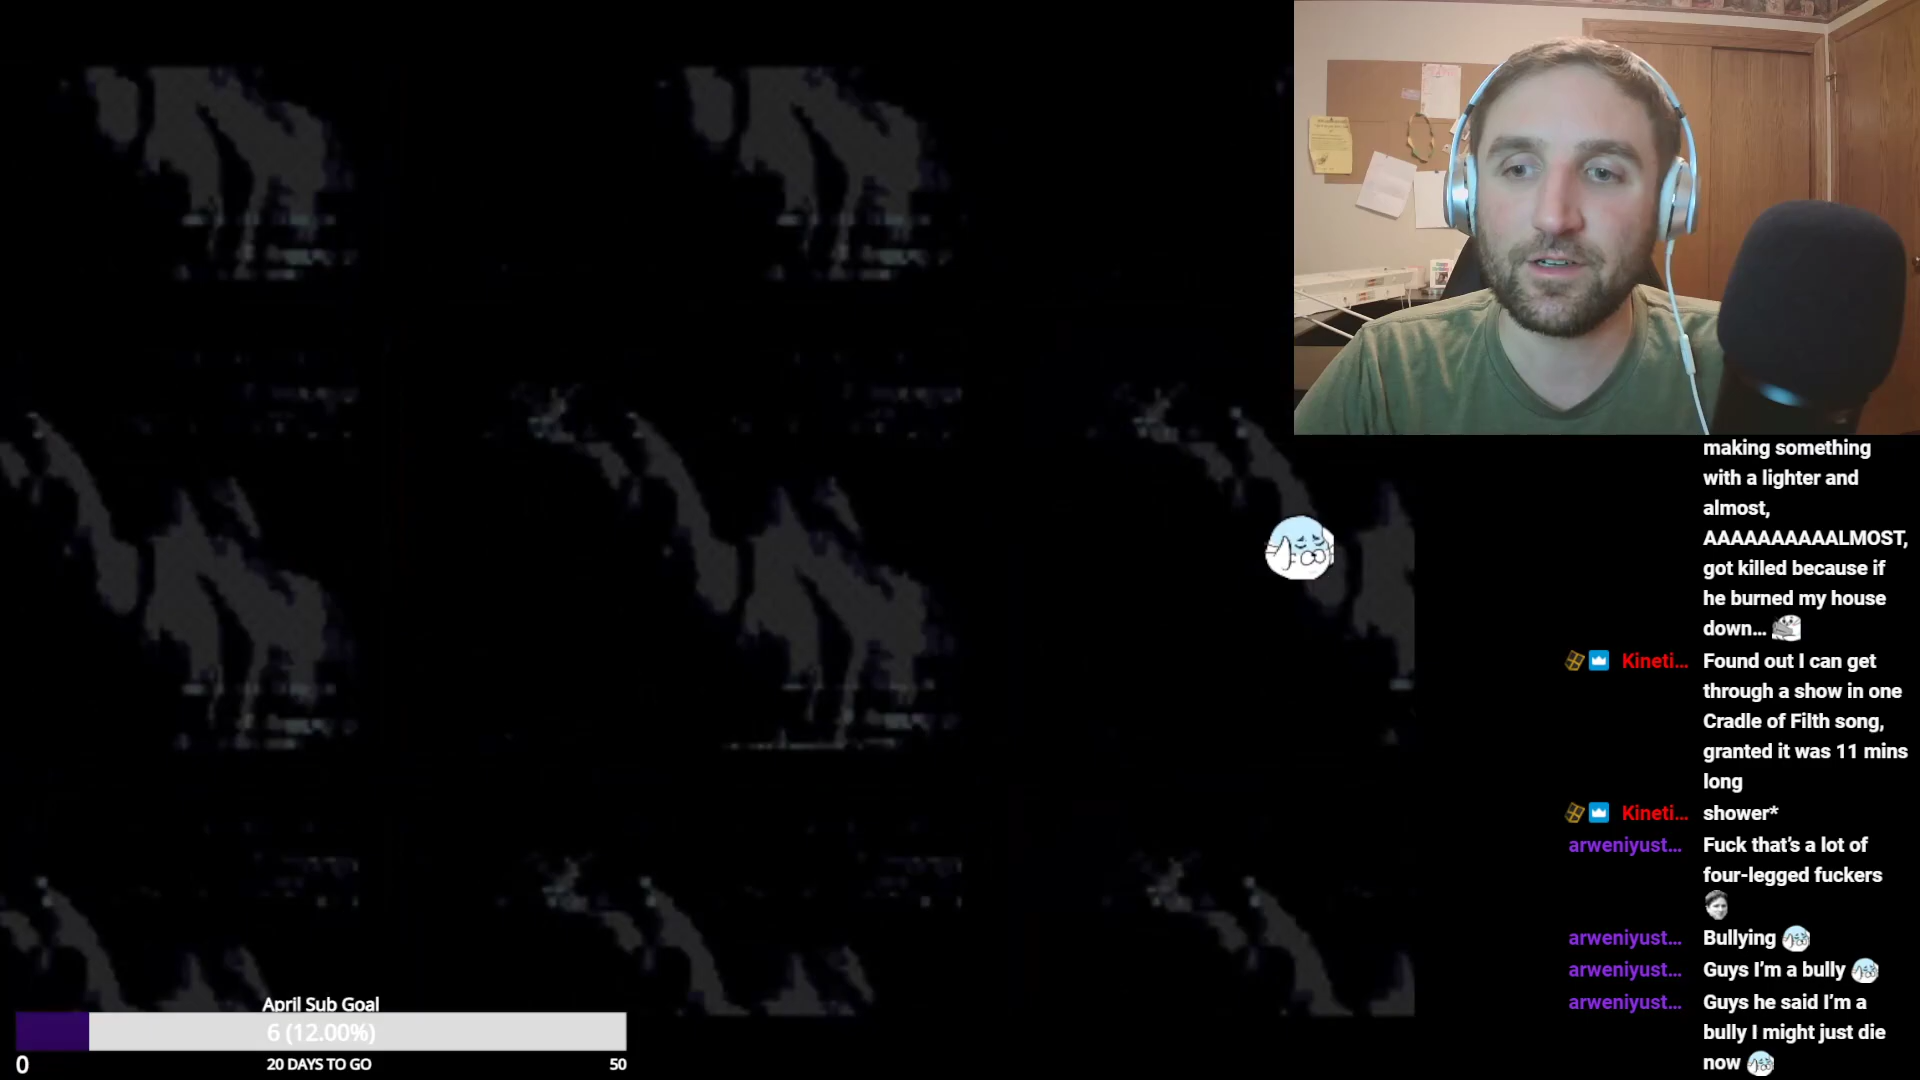 making something
with a lighter and
almost,
AAAAAAAAAALMOST,
got killed because if
he burned my house
down...
Kineti... Found out I can get
through a show in one
Cradle of Filth song,
granted it was 11 mins
long
Kineti... shower*
arweniyust... Fuck that's a lot of
four-legged fuckers
arweniyust... Bullying
arweniyust... Guys I'm a bully
arweniyust... Guys he said I'm a
bully I might just die
now
April Sub Goal
6 (12.00%)
0 20 DAYS TO GO 50